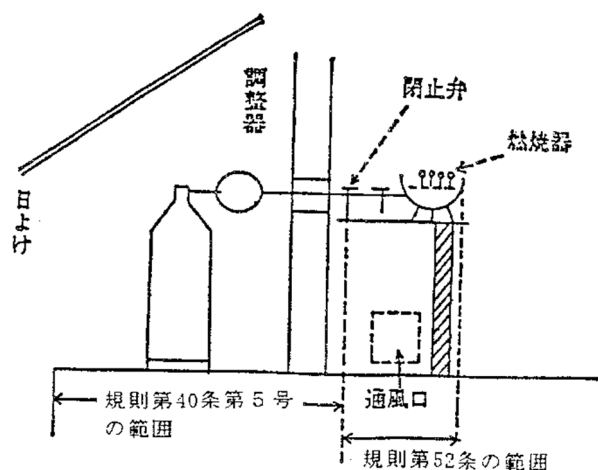 調整器
閉止弁
燃焼器
日よけ
規則第40条第5号
の範囲
通風口
規則第52条の範囲